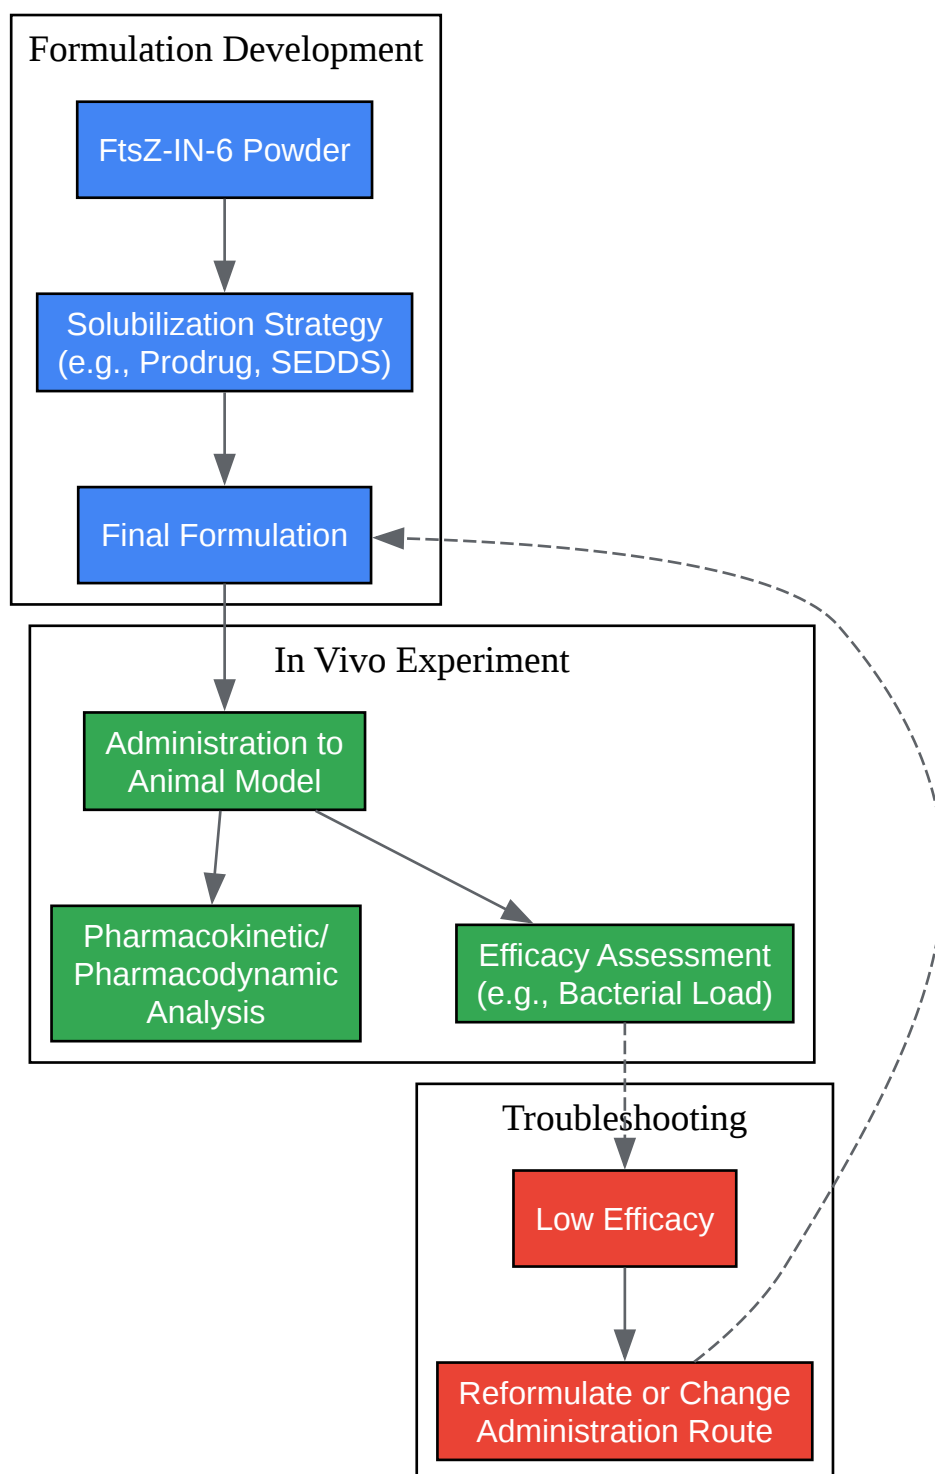 Formulation Development
FtsZ-IN-6 Powder
Solubilization Strategy
(e.g., Prodrug, SEDDS)
Final Formulation
In Vivo Experiment
Administration to
Animal Model
Pharmacokinetic/
Pharmacodynamic
Analysis
Efficacy Assessment
(e.g., Bacterial Load)
Troubleshooting
Low Efficacy
Reformulate or Change
Administration Route